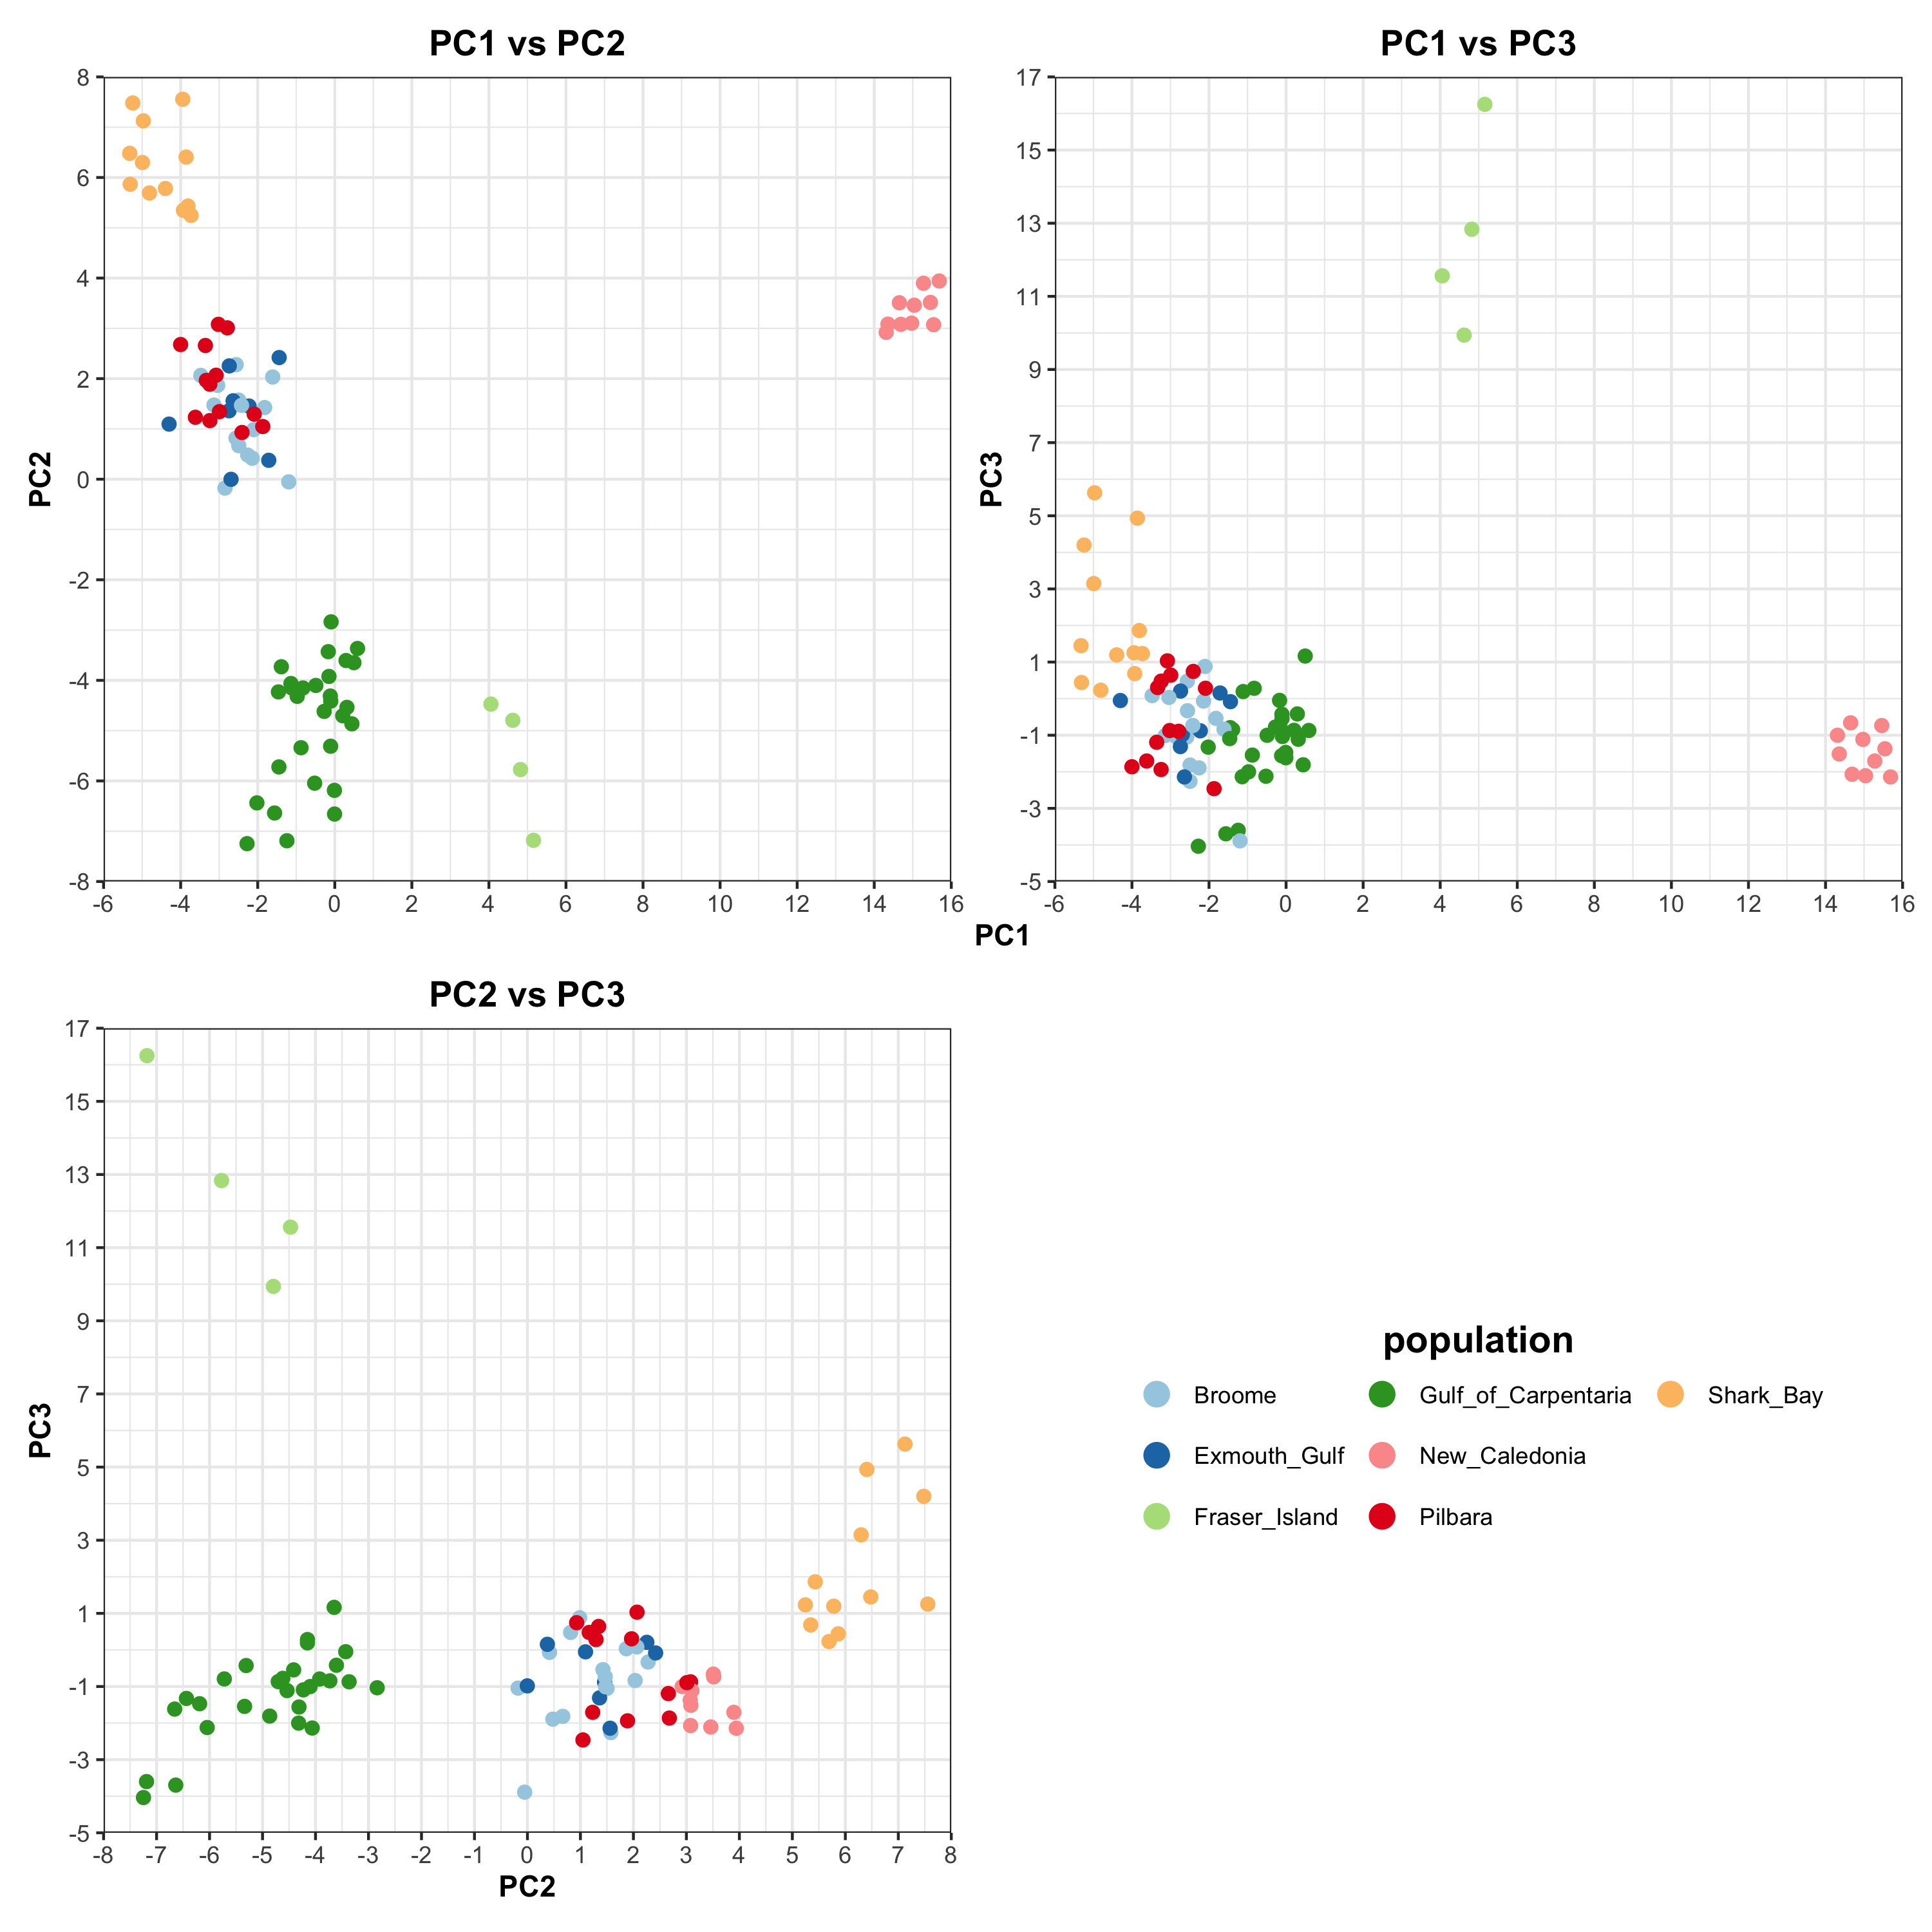 PC1 vs PC2
PC1 vs PC3
8
6
4
2
0
-2
-4
-6
-8
PC2
-6 -4 -2 0 2 4 6 8 10 12 14 16
17
15
13
11
9
7
5
3
1
-1
-3
-5
PC3
-6 -4 -2 0 2 4 6 8 10 12 14 16
PC1
PC2 vs PC3
17
15
13
11
9
7
5
3
1
-1
-3
-5
PC3
-8 -7 -6 -5 -4 -3 -2 -1 0 1 2 3 4 5 6 7 8
PC2
population
Broome Gulf_of_Carpentaria Shark_Bay
Exmouth_Gulf New_Caledonia
Fraser_Island Pilbara